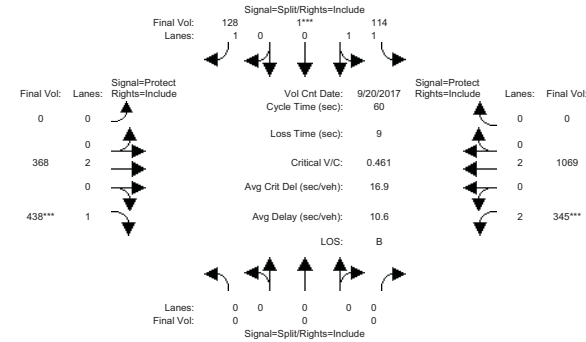 Signal=Split/Rights=Include
Final Vol: 128 1*** 114
Lanes: 1 0 0 1 1
Signal=Protect Signal=Protect
Final Vol: Lanes: Rights=Include Vol Cnt Date: 9/20/2017 Rights=Include Lanes: Final Vol:
Cycle Time (sec): 60
0 0 0 0
Loss Time (sec): 9
0 0
368 2 Critical V/C: 0.461 2 1069
0 Avg Crit Del (sec/veh): 16.9 0
438*** 1 Avg Delay (sec/veh): 10.6 2 345***
LOS: B
Lanes: 0 0 0 0 0
Final Vol: 0 0 0
Signal=Split/Rights=Include